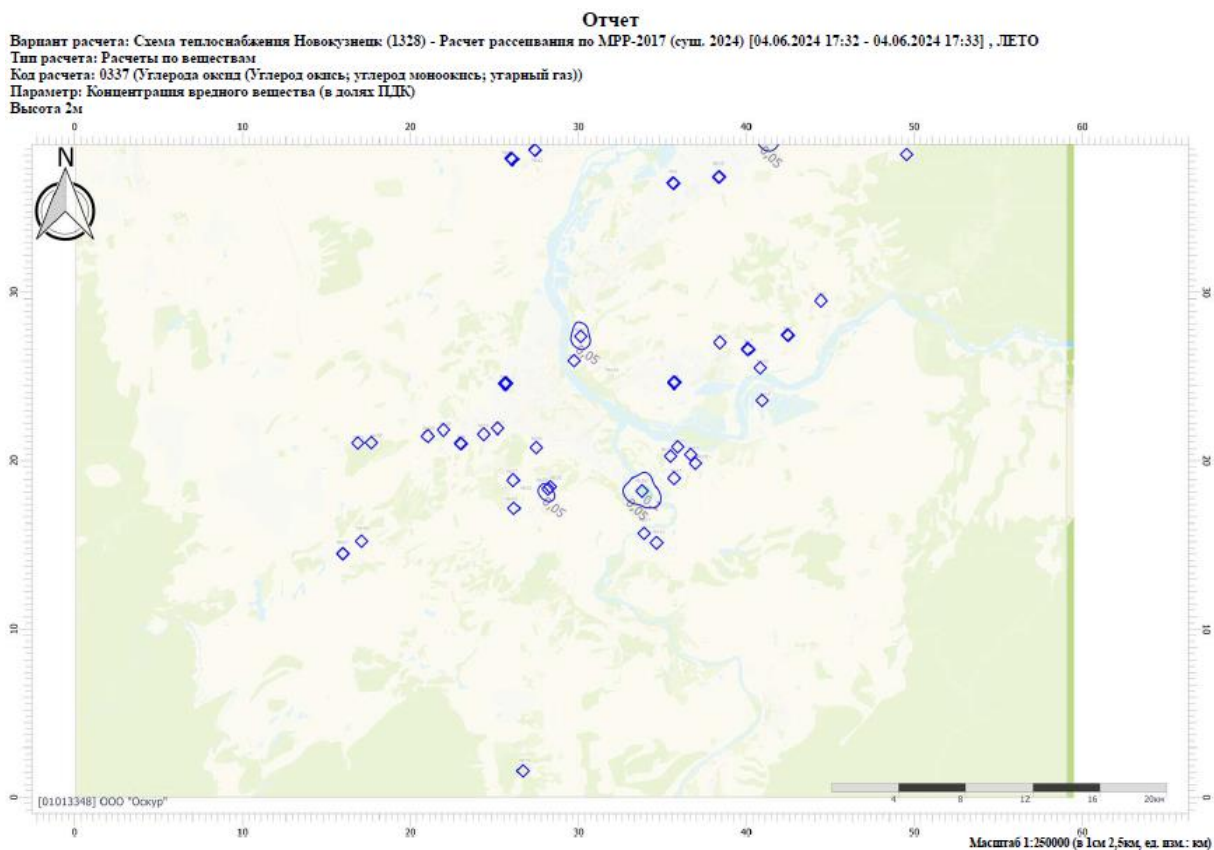 Отчет
Вариант расчета: Схема теплоснабжения Новокузнецк (1328) - Расчет рассеивания по МРР-2017 (сущ. 2024) [04.06.2024 17:32 - 04.06.2024 17:33] , ЛЕТО
Тип расчета: Расчеты по веществам
Код расчета: 0337 (Углерода оксид (Углерод окись; углерод моноокись; угарный газ))
Параметр: Концентрация вредного вещества (в долях ПДК)
Высота 2м
0 10 20 30 40 50 60
N
0,05
30 30
0,05
20 20
0,05 0,05
10 10
0 0
[01013348] ООО "Оскур"
4 8 12 16 20км
0 10 20 30 40 50 60
Масштаб 1:250000 (в 1см 2,5км, ед. изм.: км)